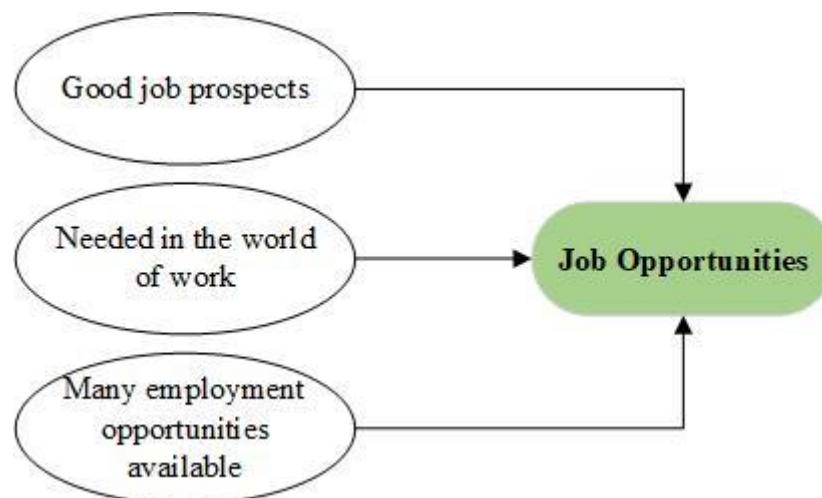 Good job prospects
Needed in the world
of work
Job Opportunities
Many employment
opportunities
available